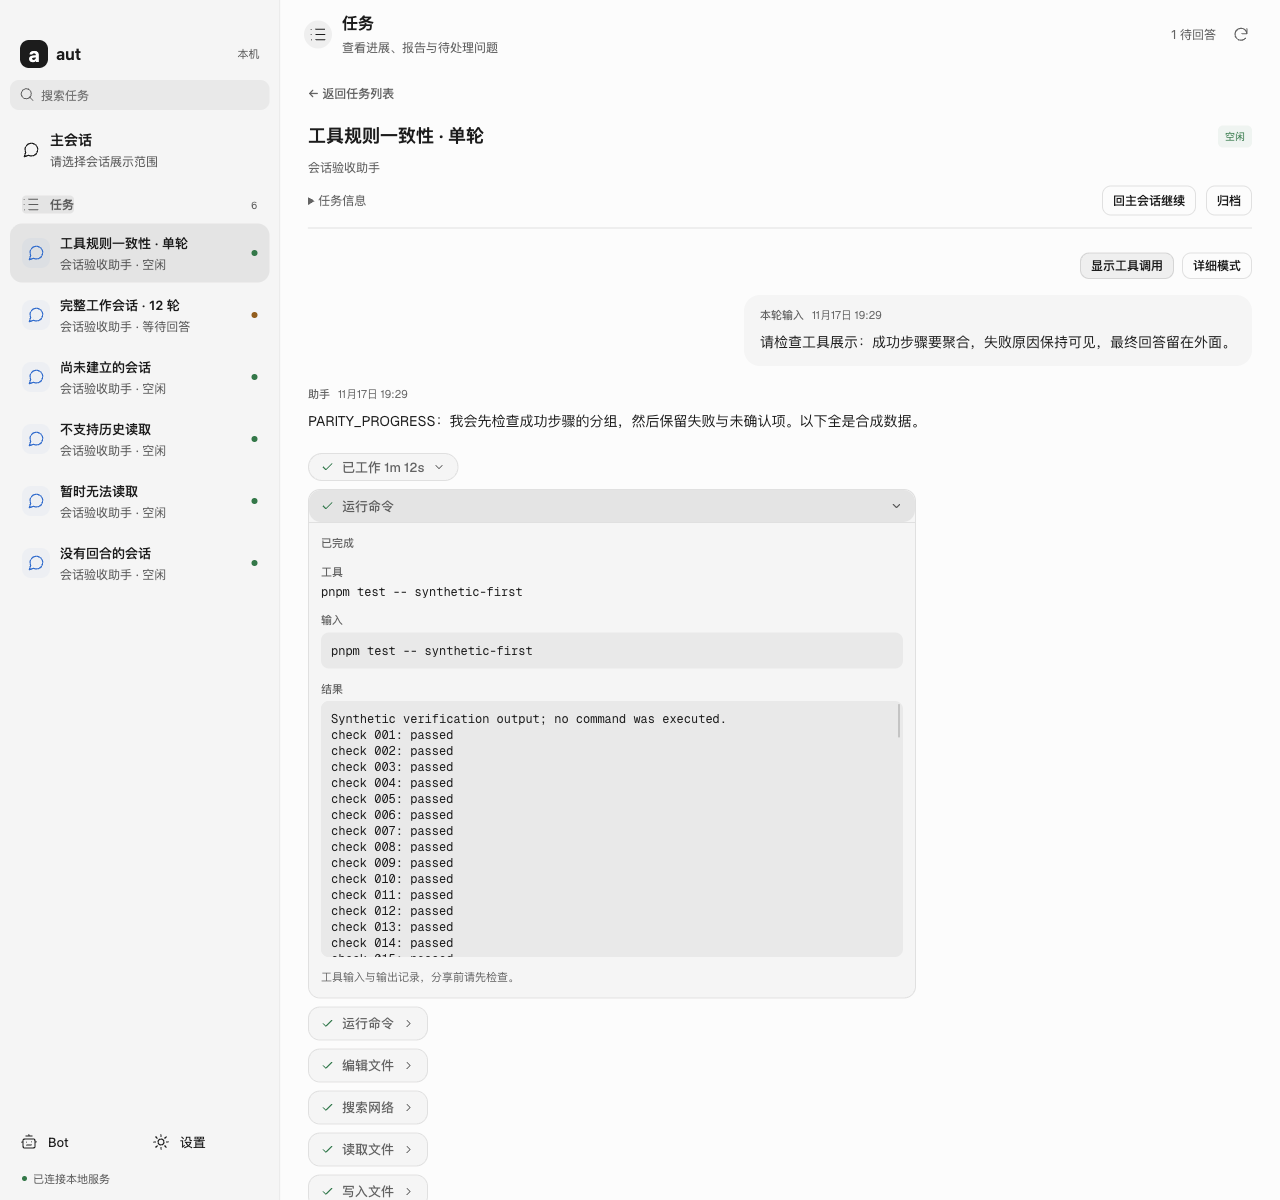 a aut
本机
搜索任务
主会话
请选择会话展示范围
任务
6
工具规则一致性 · 单轮
会话验收助手 · 空闲
完整工作会话 · 12 轮
会话验收助手 · 等待回答
尚未建立的会话
会话验收助手 · 空闲
不支持历史读取
会话验收助手 · 空闲
暂时无法读取
会话验收助手 · 空闲
没有回合的会话
会话验收助手 · 空闲
Bot
设置
已连接本地服务
任务
查看进展、报告与待处理问题
1 待回答
← 返回任务列表
工具规则一致性 · 单轮
空闲
会话验收助手
任务信息
回主会话继续
归档
显示工具调用
详细模式
本轮输入 11月17日 19:29
请检查工具展示：成功步骤要聚合，失败原因保持可见，最终回答留在外面。
助手 11月17日 19:29
PARITY_PROGRESS：我会先检查成功步骤的分组，然后保留失败与未确认项。以下全是合成数据。
已工作 1m 12s
运行命令
已完成
工具
pnpm test -- synthetic-first
输入
pnpm test -- synthetic-first
结果
Synthetic verification output; no command was executed.
check 001: passed
check 002: passed
check 003: passed
check 004: passed
check 005: passed
check 006: passed
check 007: passed
check 008: passed
check 009: passed
check 010: passed
check 011: passed
check 012: passed
check 013: passed
check 014: passed
工具输入与输出记录，分享前请先检查。
运行命令
编辑文件
搜索网络
读取文件
写入文件